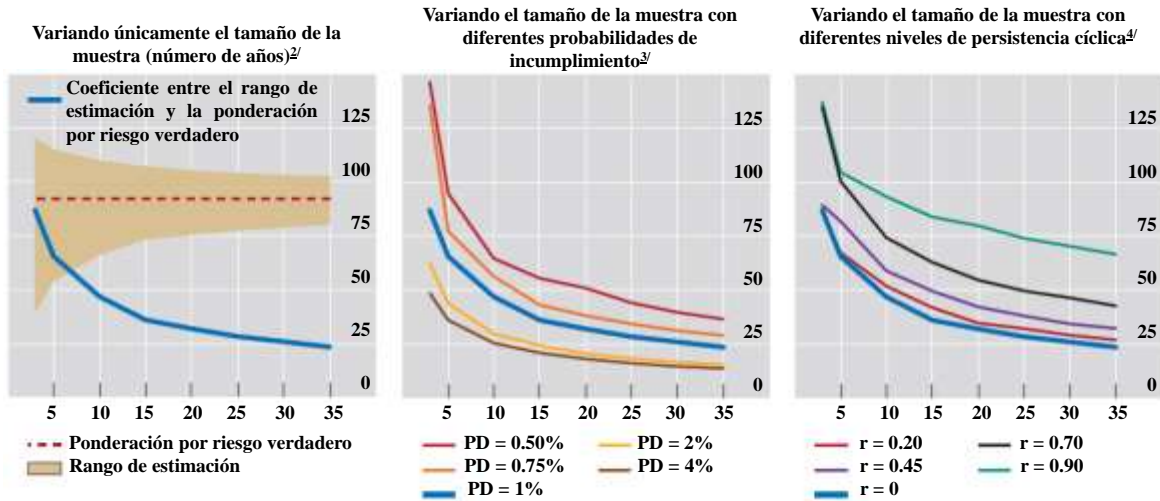 Variando únicamente el tamaño de la
muestra (número de años)2/
Coeficiente entre el rango de
estimación y la ponderación
por riesgo verdadero
125
100
75
50
25
0
5 10 15 20 25 30 35
Ponderación por riesgo verdadero
Rango de estimación
Variando el tamaño de la muestra con
diferentes probabilidades de
incumplimiento3/
125
100
75
50
25
0
5 10 15 20 25 30 35
PD = 0.50% PD = 2%
PD = 0.75% PD = 4%
PD = 1%
Variando el tamaño de la muestra con
diferentes niveles de persistencia cíclica4/
125
100
75
50
25
0
5 10 15 20 25 30 35
r = 0.20 r = 0.70
r = 0.45 r = 0.90
r = 0